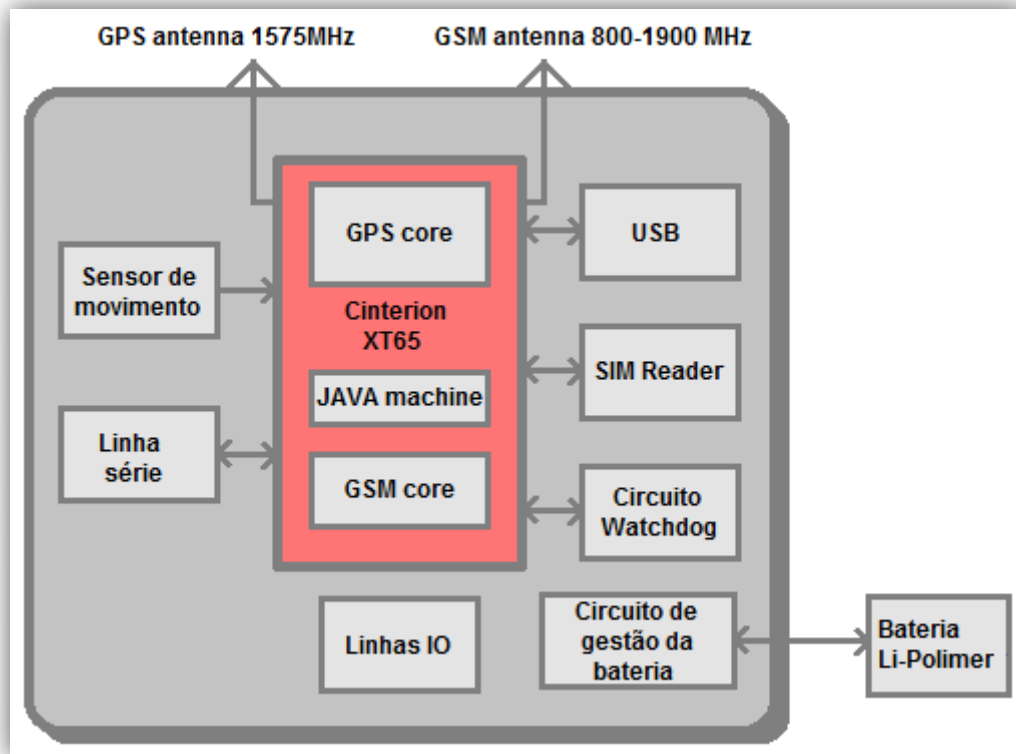 GPS antenna 1575MHz
GSM antenna 800-1900 MHz
GPS core
USB
Sensor de
movimento
Cinterion
XT65
SIM Reader
JAVA machine
Linha
série
GSM core
Circuito
Watchdog
Linhas IO
Circuito de
gestão da
bateria
Bateria
Li-Polimer